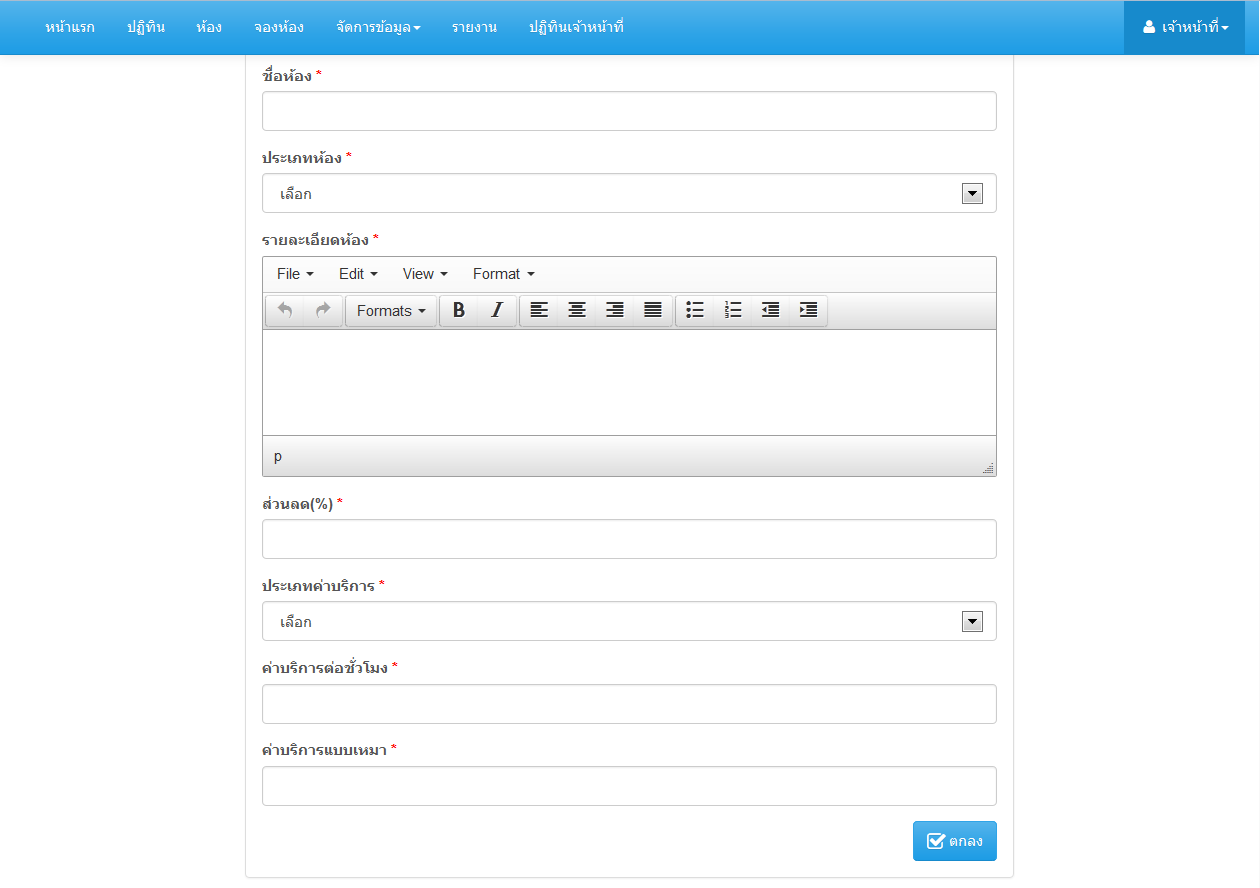 หน้าแรก ปฏิทิน ห้อง จองห้อง จัดการข้อมูล รายงาน ปฏิทินเจ้าหน้าที่ เจ้าหน้าที่
ชื่อห้อง *
ประเภทห้อง *
เลือก
รายละเอียดห้อง *
File Edit View Format
Formats B I
p
ส่วนลด(%) *
ประเภทค่าบริการ *
เลือก
ค่าบริการต่อชั่วโมง *
ค่าบริการแบบเหมา *
ตกลง